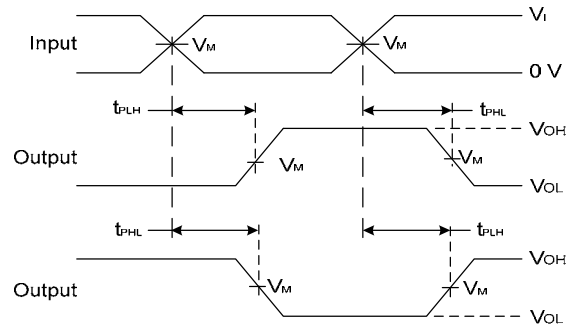 VI
Input VM VM
0 V
tPLH tPHL
VOH
Output VM VM
VOL
tPHL tPLH
VOH
Output VM VM
VOL